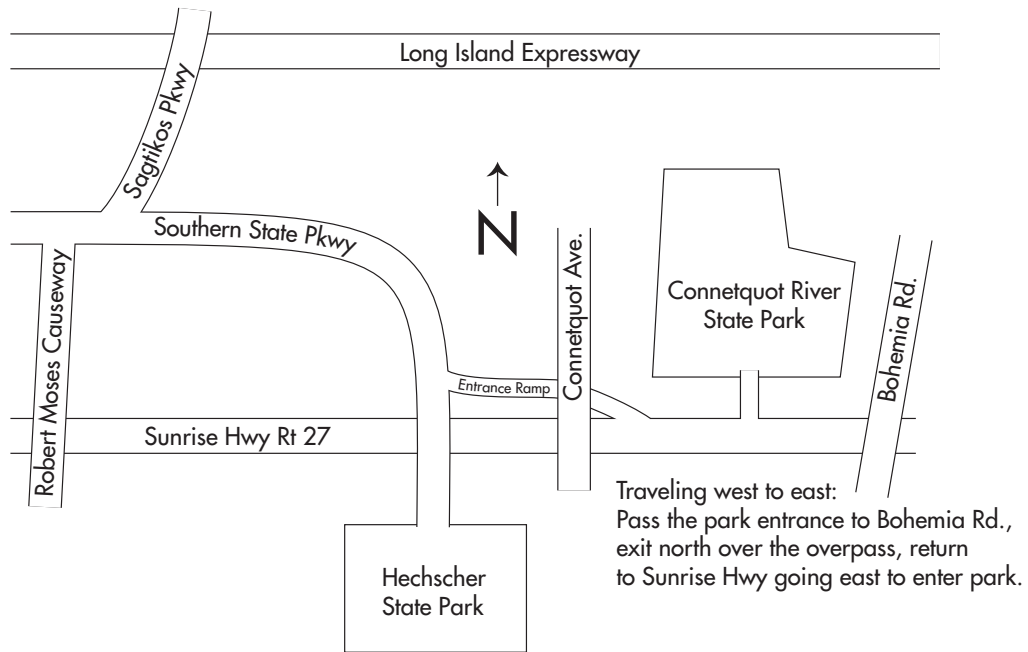 Long Island Expressway
Sagtikos Pkwy
Southern State Pkwy
N
Robert Moses Causeway
Connetquot Ave.
Connetquot River
State Park
Bohemia Rd.
Entrance Ramp
Sunrise Hwy Rt 27
Traveling west to east:
Pass the park entrance to Bohemia Rd.,
exit north over the overpass, return
to Sunrise Hwy going east to enter park.
Hechscher
State Park